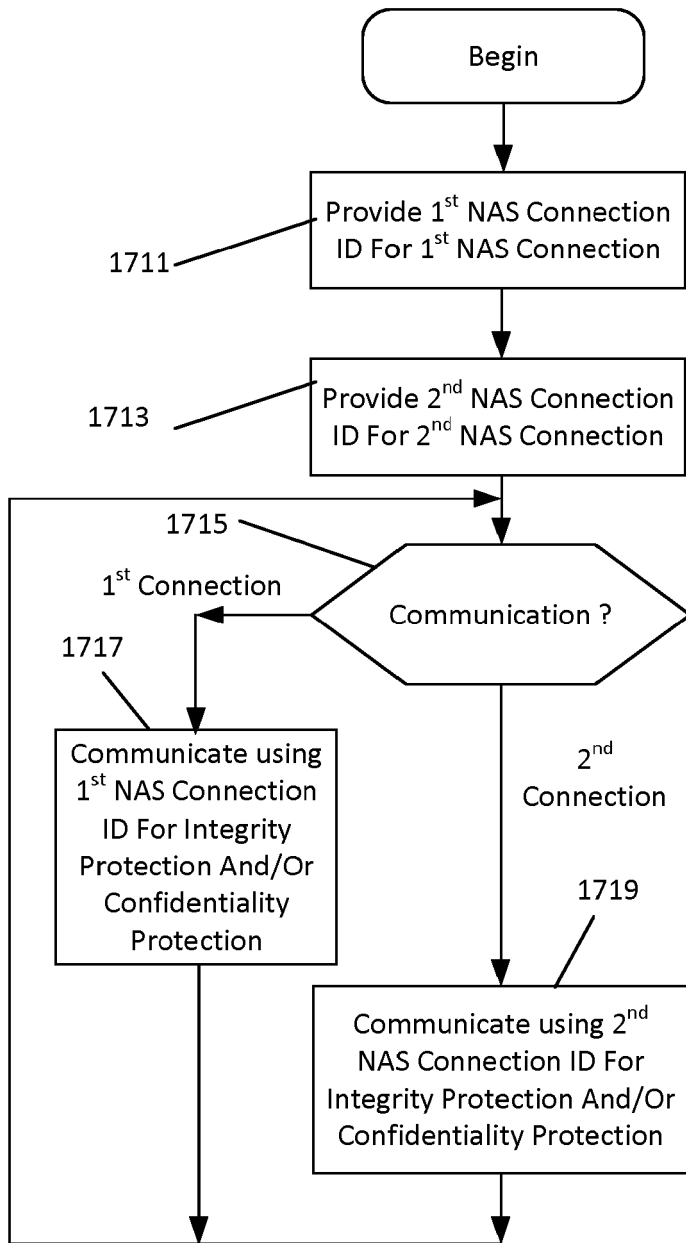 Begin
Provide 1st NAS Connection
ID For 1st NAS Connection
1711
Provide 2nd NAS Connection
ID For 2nd NAS Connection
1713
1715
Communication ?
1st Connection
1717
Communicate using
1st NAS Connection
ID For Integrity
Protection And/Or
Confidentiality
Protection
2nd
Connection
1719
Communicate using 2nd
NAS Connection ID For
Integrity Protection And/Or
Confidentiality Protection